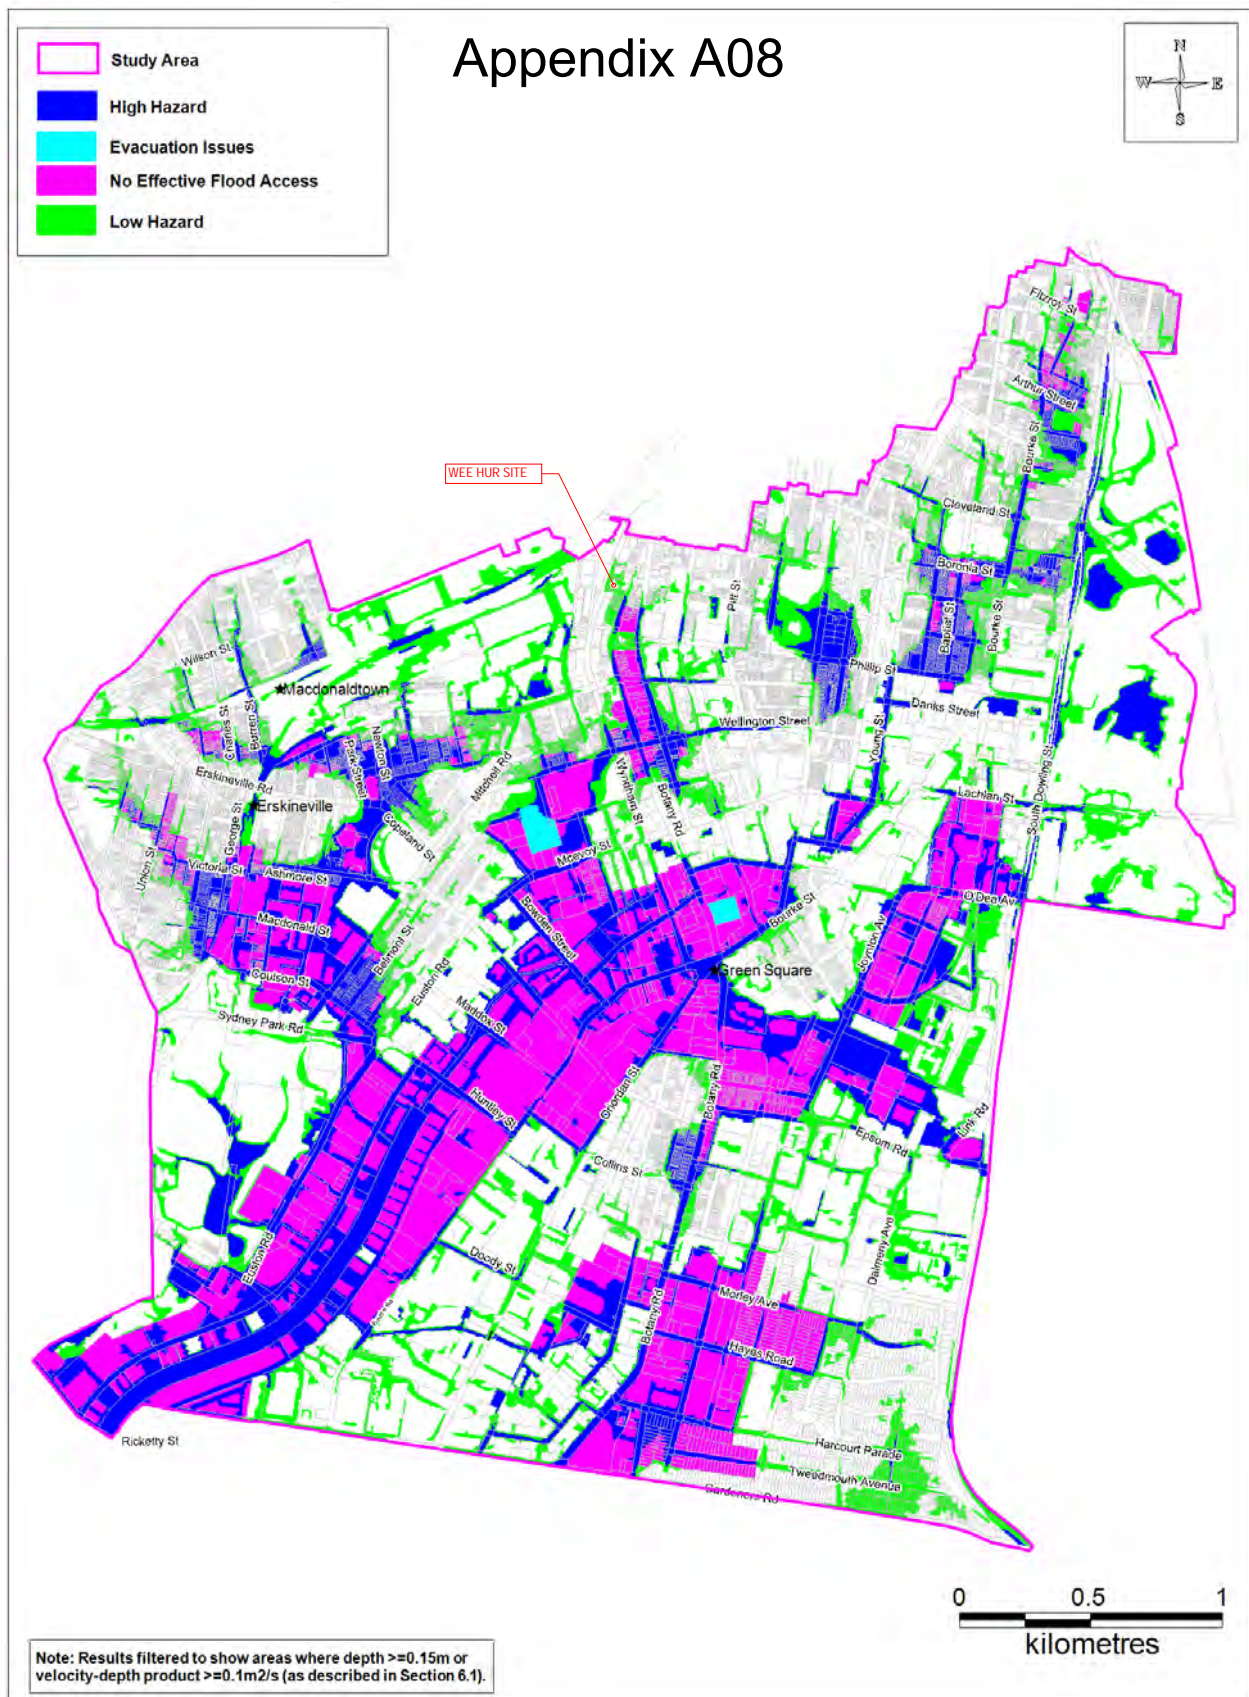 Appendix A08
Study Area
High Hazard
Evacuation Issues
No Effective Flood Access
Low Hazard
N
W
E
S
Fitzroy St
Arthur Street
Bourke St
WEE HUR SITE
Cleveland St
Boronia St
Pitt St
Baptist St
Bourke St
Wilson St
Phillip St
Macdonaldtown
Danks Street
Charles St
Burren St
Wellington Street
Young St
Newton St
Park Street
Mitchell Rd
South Dowling St
Erskineville Rd
Wyndham St
Botany Rd
Lachlan St
Erskineville
George St
Copeland St
Mcevoy St
Union St
Victoria St
Ashmore St
O'Dea Av
Macdonald St
Bowden Street
Bourke St
Belmont St
Joynton Av
Coulson St
Euston Rd
Green Square
Maddox St
Sydney Park Rd
Oriordan St
Huntley St
Botany Rd
Link Rd
Epsom Rd
Collins St
Dalmeny Ave
Euston Rd
Doody St
Morley Ave
Botany Rd
Hayes Road
Ricketty St
Harcourt Parade
Tweedmouth Avenue
Gardeners Rd
0
0.5
1
kilometres
Note: Results filtered to show areas where depth >=0.15m or
velocity-depth product >=0.1m2/s (as described in Section 6.1).